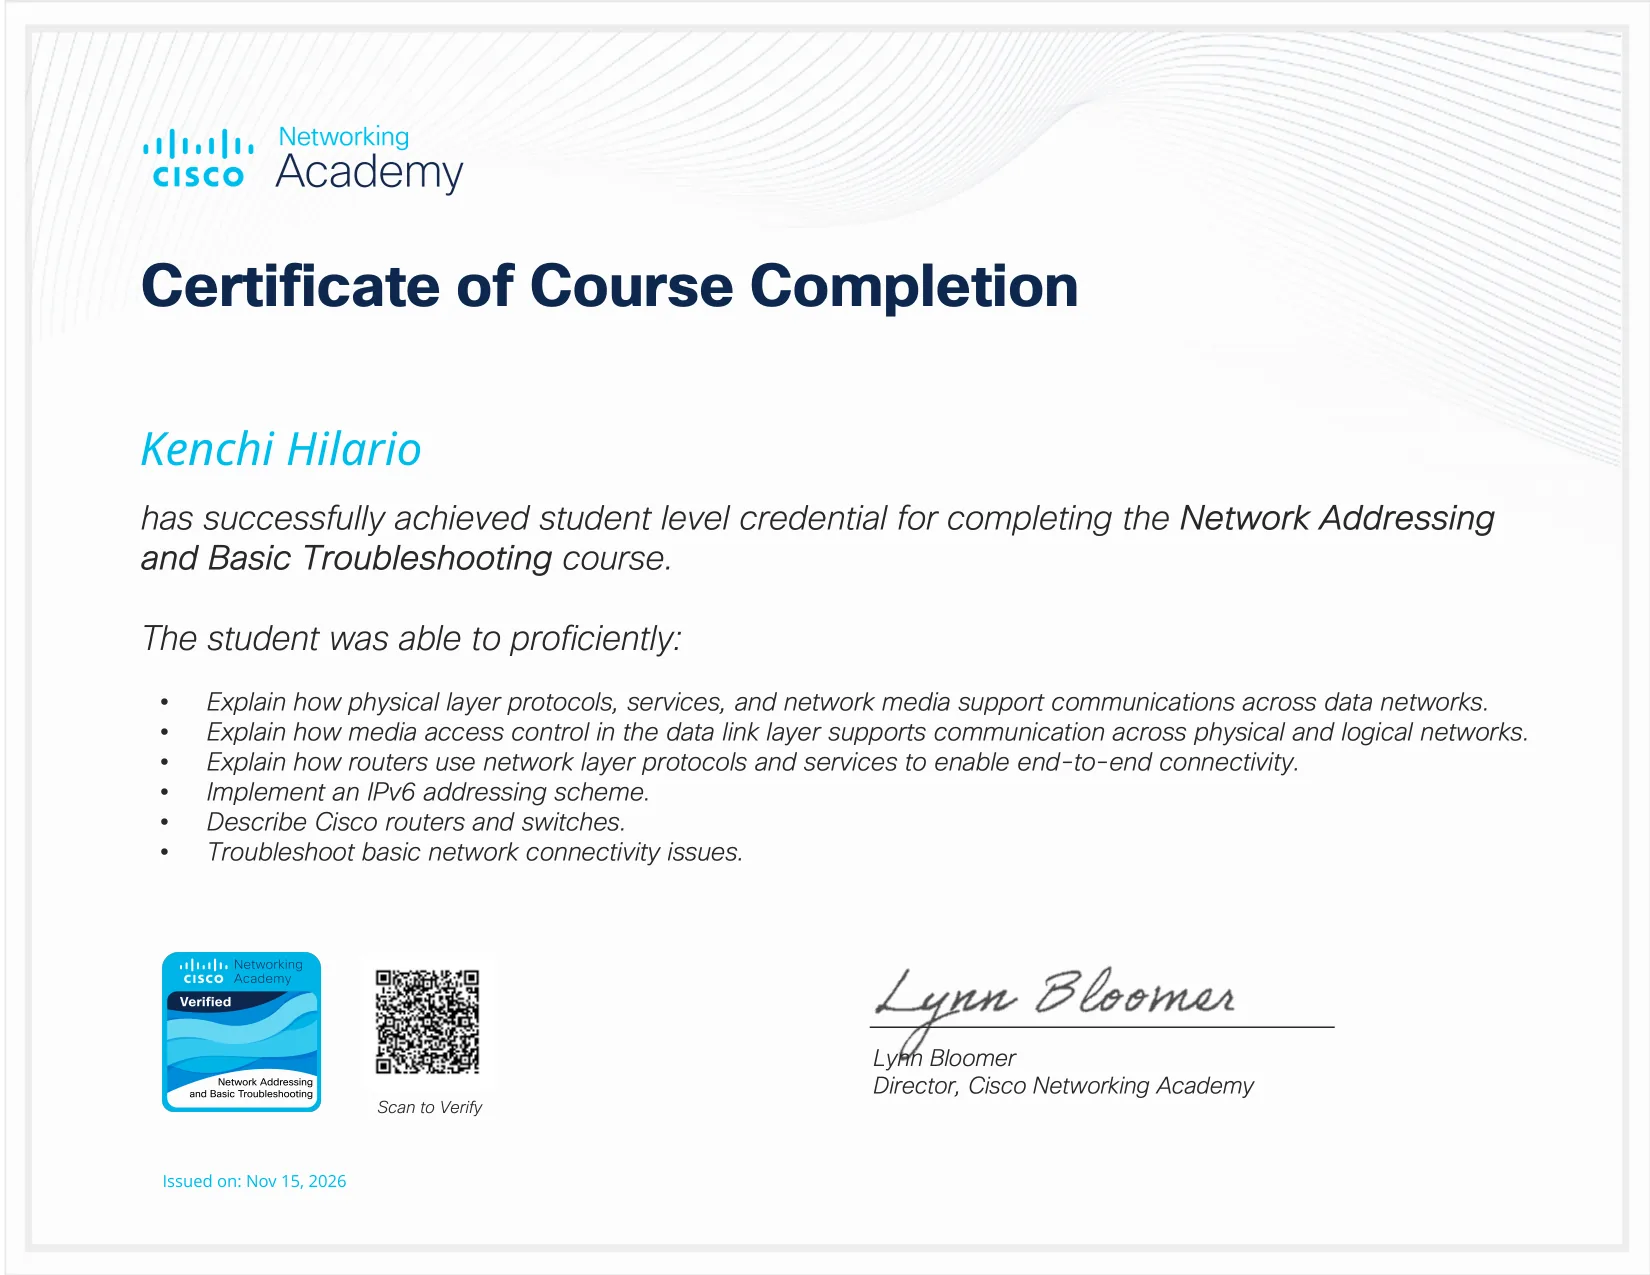 Networking
CISCO Academy
Certificate of Course Completion
Kenchi Hilario
has successfully achieved student level credential for completing the Network Addressing
and Basic Troubleshooting course.
The student was able to proficiently:
• Explain how physical layer protocols, services, and network media support communications across data networks.
• Explain how media access control in the data link layer supports communication across physical and logical networks.
• Explain how routers use network layer protocols and services to enable end-to-end connectivity.
• Implement an IPv6 addressing scheme.
• Describe Cisco routers and switches.
• Troubleshoot basic network connectivity issues.
Networking
CISCO Academy
Verified
Network Addressing
and Basic Troubleshooting
Scan to Verify
Lynn Bloomer
Lynn Bloomer
Director, Cisco Networking Academy
Issued on: Nov 15, 2026